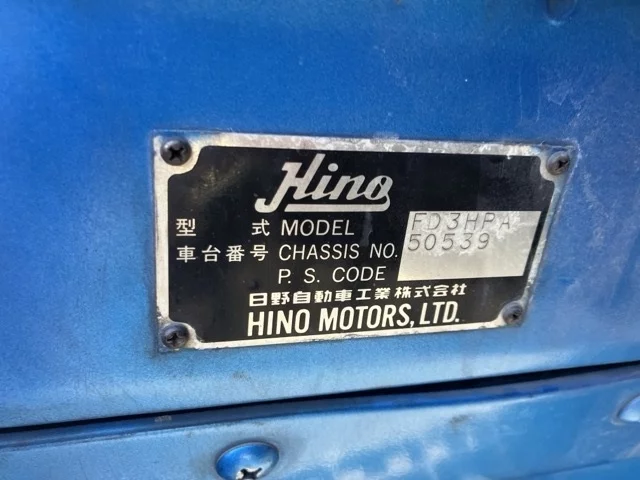 Hino
型 式 MODEL FD3HPA
車台番号 CHASSIS NO. 50539
P. S. CODE
日野自動車工業株式会社
HINO MOTORS, LTD.